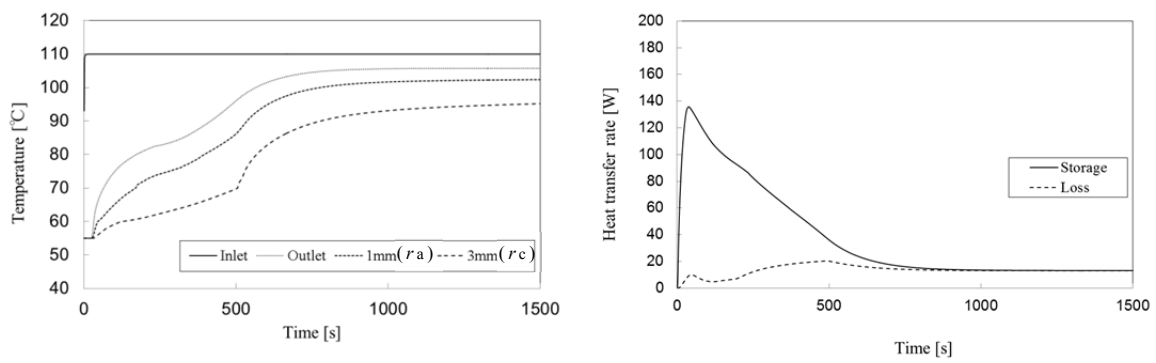 120
110
100
90
80
70
60
50
40
Temperature [℃]
Inlet Outlet 1mm(ra) 3mm(rc)
0 500 1000 1500
Time [s]
200
180
160
140
120
100
80
60
40
20
0
Heat transfer rate [W]
Storage
Loss
0 500 1000 1500
Time [s]